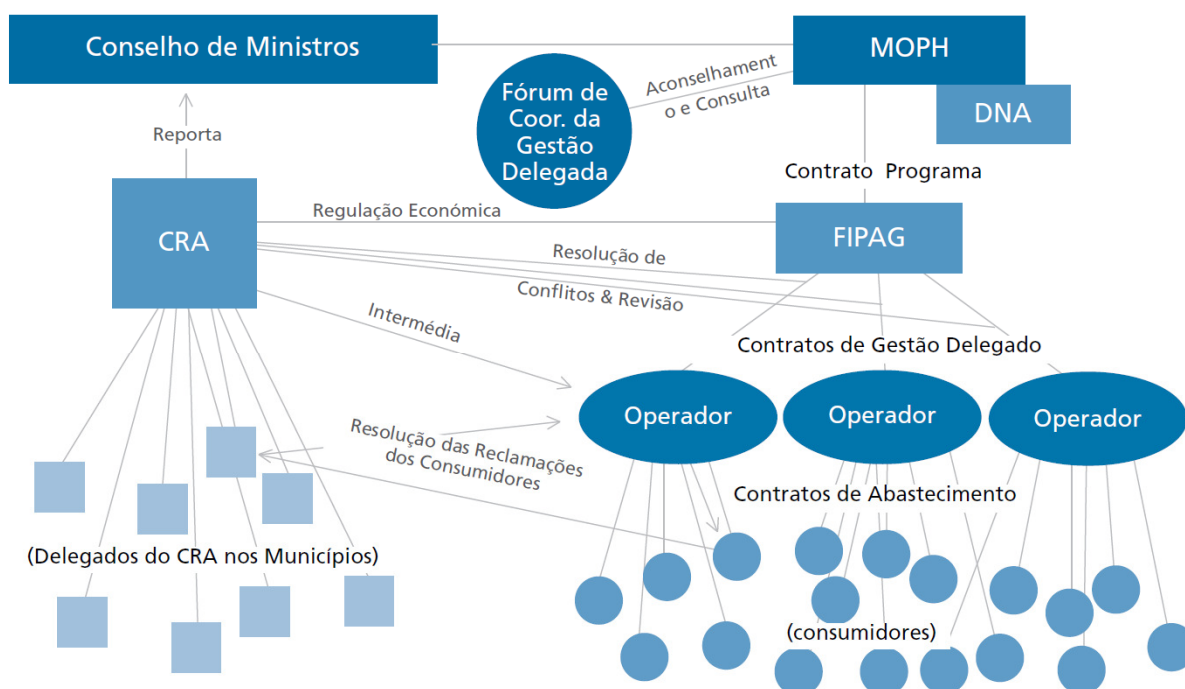 Conselho de Ministros
MOPH
Aconselhament
o e Consulta
Fórum de
Coor. da
Gestão
Delegada
DNA
Reporta
Contrato Programa
Regulação Económica
CRA
FIPAG
Resolução de
Conflitos & Revisão
Intermédia
Contratos de Gestão Delegado
Operador
Operador
Operador
Resolução das Reclamações
dos Consumidores
Contratos de Abastecimento
(Delegados do CRA nos Municípios)
(consumidores)